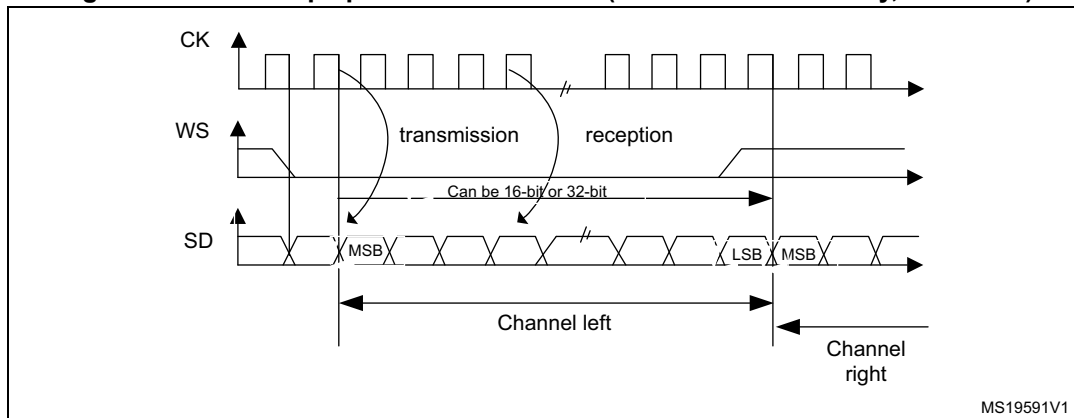 CK
WS
transmission
reception
Can be 16-bit or 32-bit
SD
MSB
LSB
MSB
Channel left
Channel
right
MS19591V1